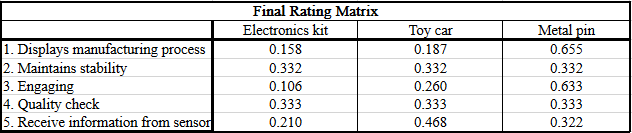 Final Rating Matrix
Electronics kit Toy car Metal pin
1. Displays manufacturing process 0.158 0.187 0.655
2. Maintains stability 0.332 0.332 0.332
3. Engaging 0.106 0.260 0.633
4. Quality check 0.333 0.333 0.333
5. Receive information from sensor 0.210 0.468 0.322